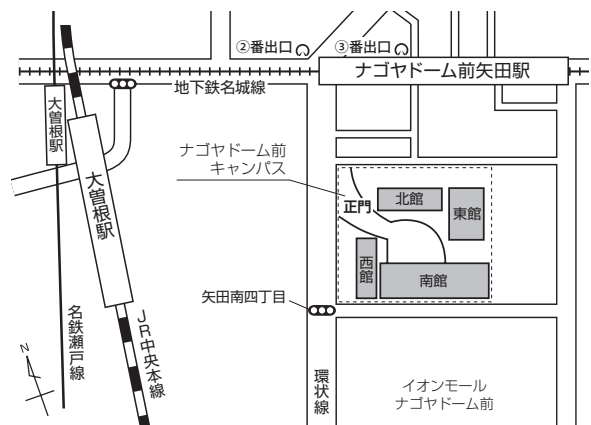 ②番出口
③番出口
ナゴヤドーム前矢田駅
地下鉄名城線
大曽根駅
大曽根駅
ナゴヤドーム前
キャンパス
正門
北館
東館
西館
南館
矢田南四丁目
名鉄瀬戸線
JR中央本線
環状線
イオンモール
ナゴヤドーム前
N